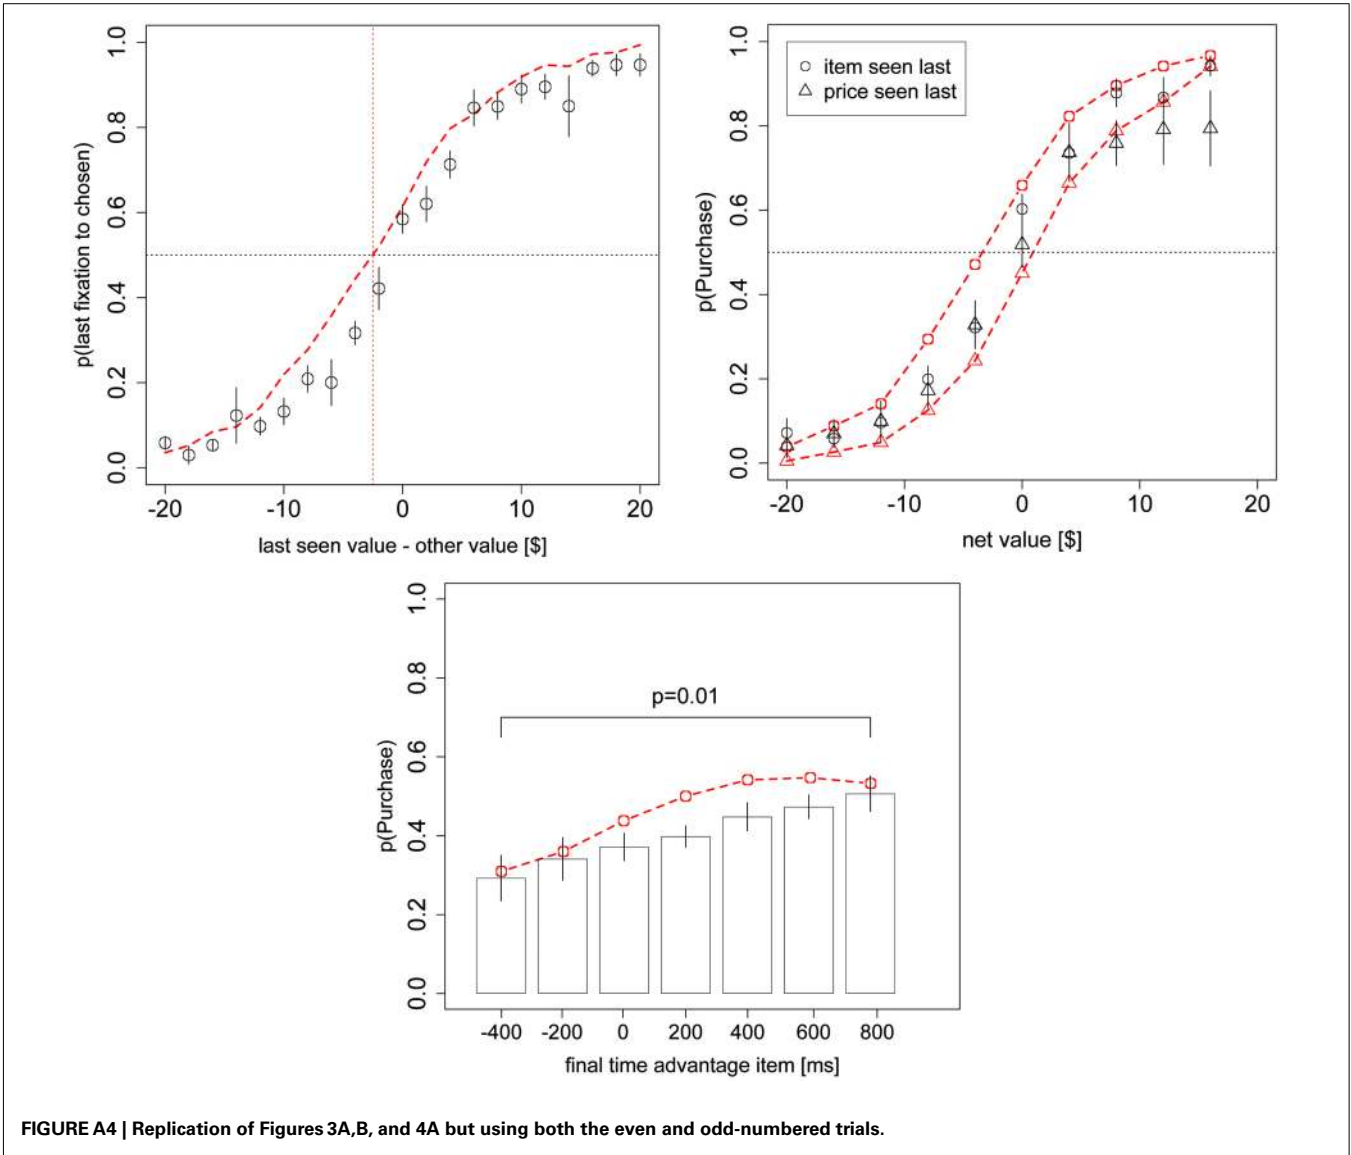 p(last fixation to chosen)
1.0
0.8
0.6
0.4
0.2
0.0
-20 -10 0 10 20
last seen value - other value [$]
p(Purchase)
1.0
0.8
0.6
0.4
0.2
0.0
item seen last
price seen last
-20 -10 0 10 20
net value [$]
p(Purchase)
1.0
0.8
0.6
0.4
0.2
0.0
p=0.01
-400 -200 0 200 400 600 800
final time advantage item [ms]
FIGURE A4 | Replication of Figures 3A,B, and 4A but using both the even and odd-numbered trials.